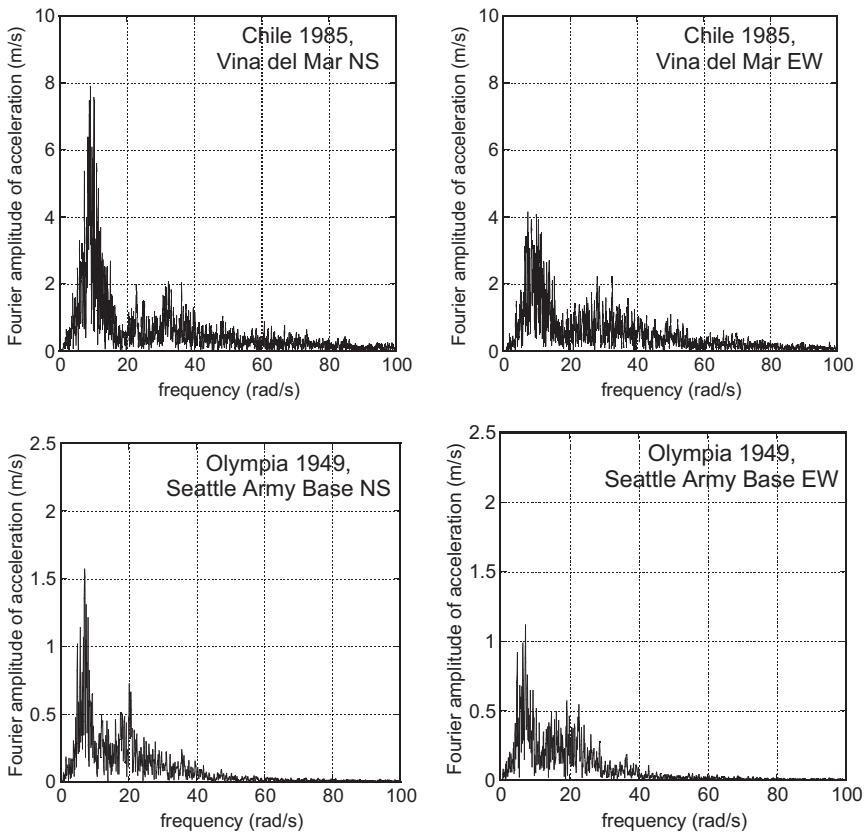 Chile 1985,
Vina del Mar NS
Fourier amplitude of acceleration (m/s)
10
8
6
4
2
0
0 20 40 60 80 100
frequency (rad/s)
Chile 1985,
Vina del Mar EW
Fourier amplitude of acceleration (m/s)
10
8
6
4
2
0
0 20 40 60 80 100
frequency (rad/s)
Olympia 1949,
Seattle Army Base NS
Fourier amplitude of acceleration (m/s)
2.5
2
1.5
1
0.5
0
0 20 40 60 80 100
frequency (rad/s)
Olympia 1949,
Seattle Army Base EW
Fourier amplitude of acceleration (m/s)
2.5
2
1.5
1
0.5
0
0 20 40 60 80 100
frequency (rad/s)